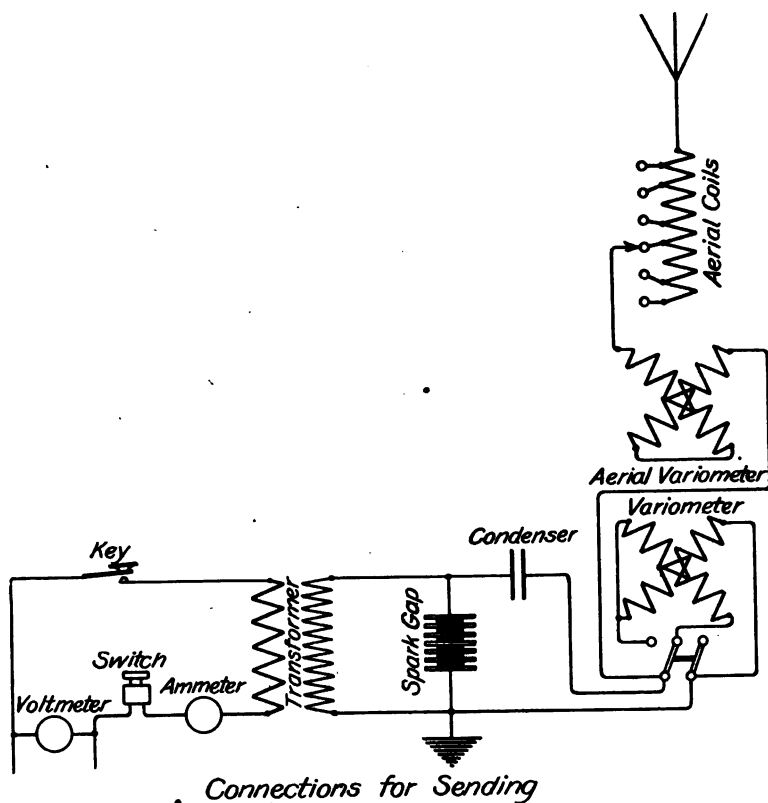 Aerial Coils
Aerial Variometer
Variometer
Condenser
Key
Transformer
Spark Gap
Switch
Ammeter
Voltmeter
Connections for Sending